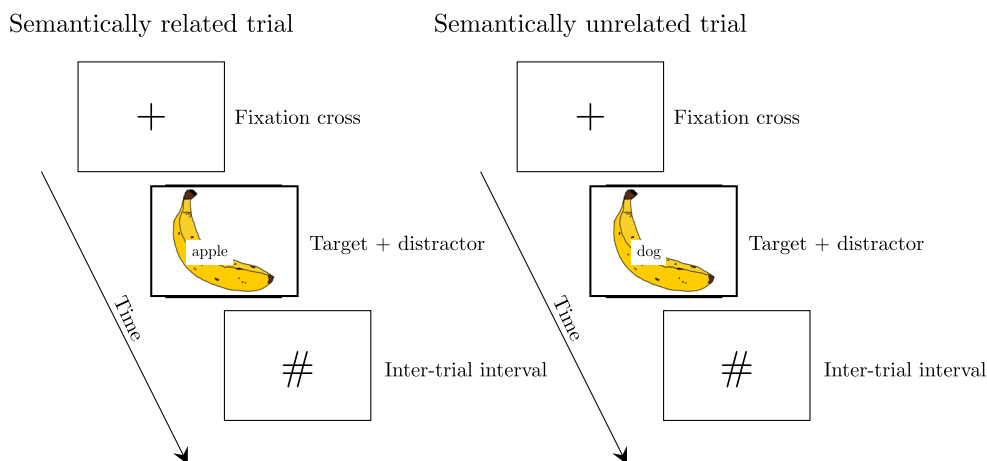 Semantically related trial
+
Fixation cross
apple
Target + distractor
Time
#
Inter-trial interval
Semantically unrelated trial
+
Fixation cross
dog
Target + distractor
Time
#
Inter-trial interval